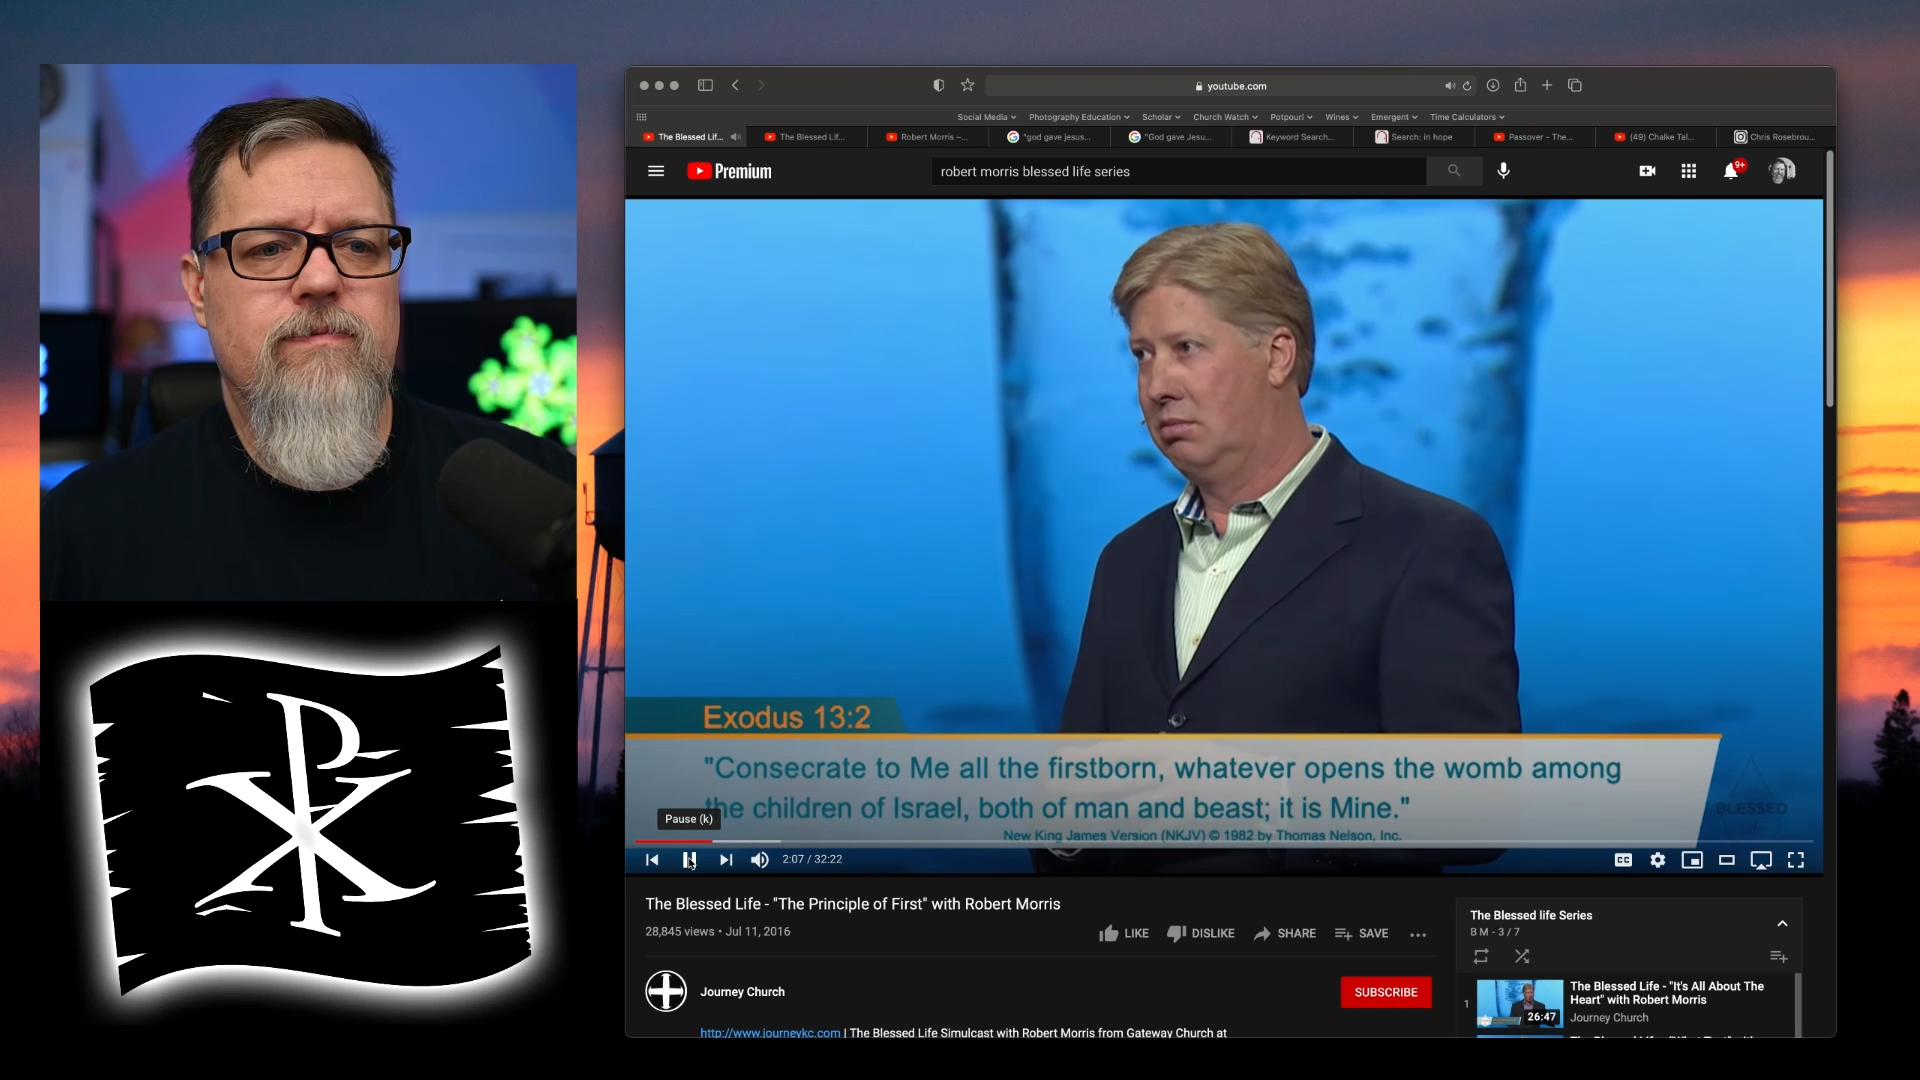 youtube.com
Social Media Photography Education Scholar Church Watch Potpouri Wines Emergent Time Calculators
The Blessed Lif... The Blessed Lif... Robert Morris –... "god gave jesus... "God gave Jesu... Keyword Search... Search: in hope Passover - The... (49) Chalke Tal... Chris Rosebrou...
Premium
robert morris blessed life series
9+
Exodus 13:2
"Consecrate to Me all the firstborn, whatever opens the womb among
the children of Israel, both of man and beast; it is Mine."
New King James Version (NKJV) © 1982 by Thomas Nelson, Inc.
BLESSED
Life
Pause (k)
2:07 / 32:22
CC
The Blessed Life - "The Principle of First" with Robert Morris
28,845 views • Jul 11, 2016
LIKE DISLIKE SHARE SAVE
Journey Church
SUBSCRIBE
http://www.journeykc.com | The Blessed Life Simulcast with Robert Morris from Gateway Church at
The Blessed life Series
B M - 3 / 7
1
26:47
The Blessed Life - "It's All About The
Heart" with Robert Morris
Journey Church